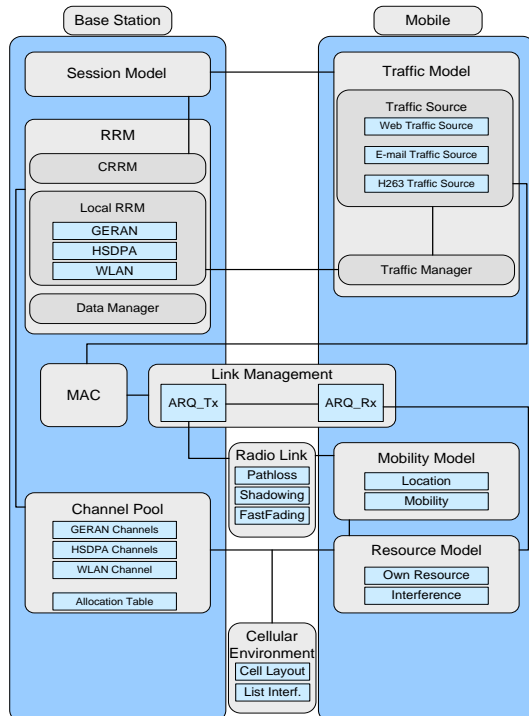 Base Station
Mobile
Session Model
Traffic Model
Traffic Source
Web Traffic Source
E-mail Traffic Source
H263 Traffic Source
Traffic Manager
RRM
CRRM
Local RRM
GERAN
HSDPA
WLAN
Data Manager
MAC
Link Management
ARQ_Tx
ARQ_Rx
Radio Link
Pathloss
Shadowing
FastFading
Mobility Model
Location
Mobility
Channel Pool
GERAN Channels
HSDPA Channels
WLAN Channel
Allocation Table
Resource Model
Own Resource
Interference
Cellular
Environment
Cell Layout
List Interf.